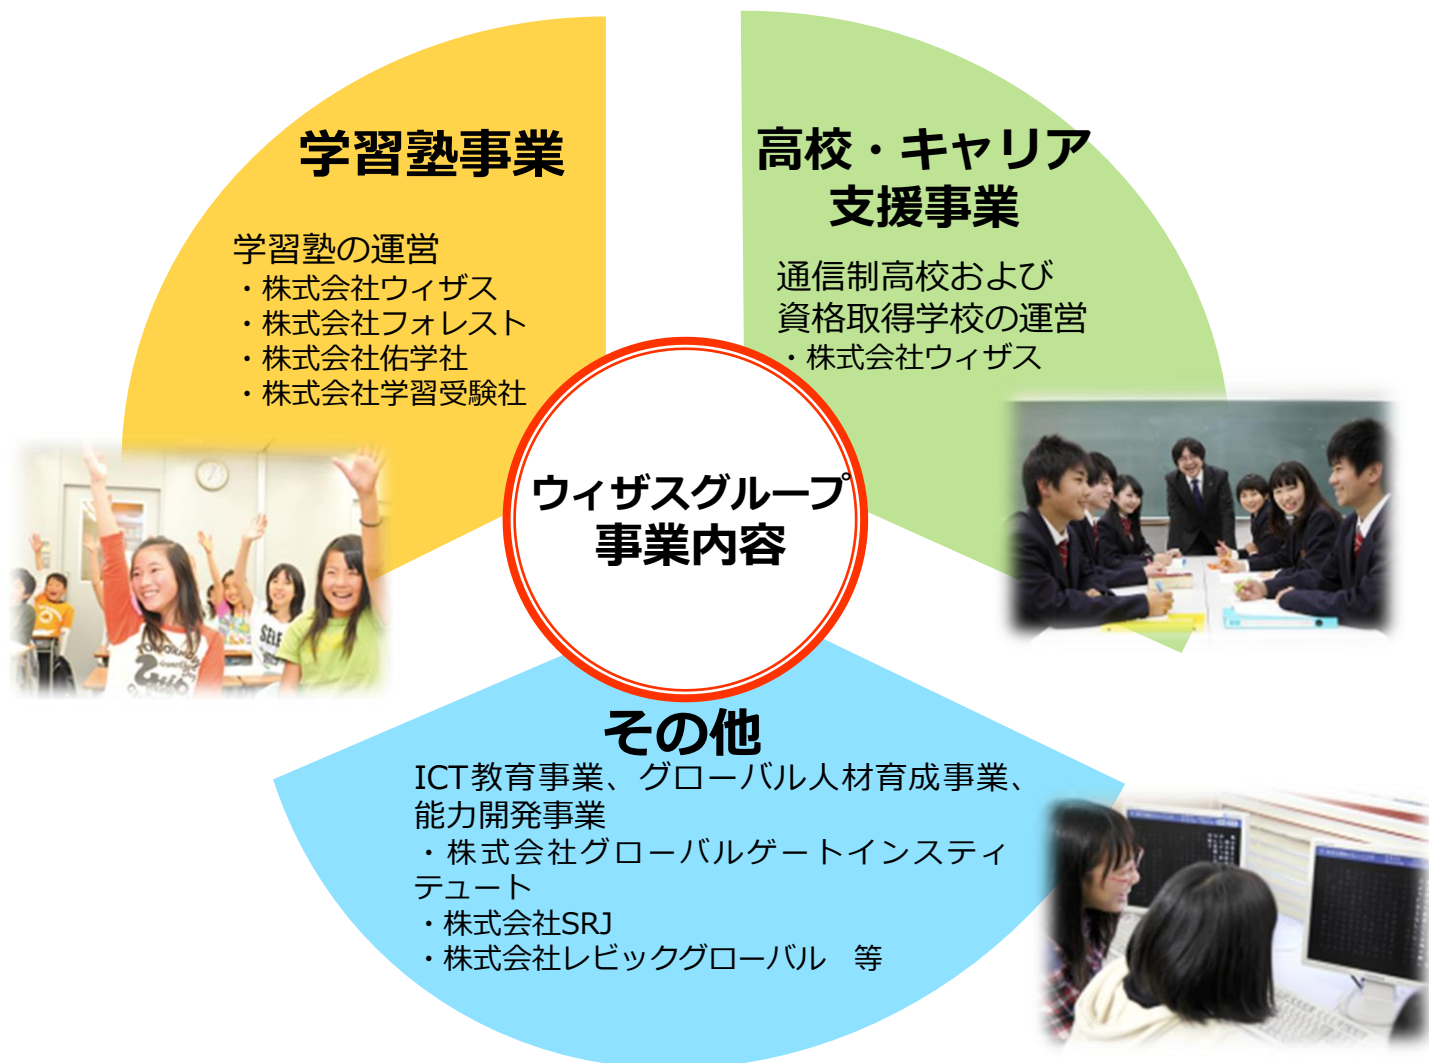 学習塾事業
学習塾の運営
・株式会社ウィザス
・株式会社フォレスト
・株式会社佑学社
・株式会社学習受験社
高校・キャリア
支援事業
通信制高校および
資格取得学校の運営
・株式会社ウィザス
ウィザスグループ
事業内容
その他
ICT教育事業、グローバル人材育成事業、
能力開発事業
・株式会社グローバルゲートインスティ
テュート
・株式会社SRJ
・株式会社レビックグローバル　等